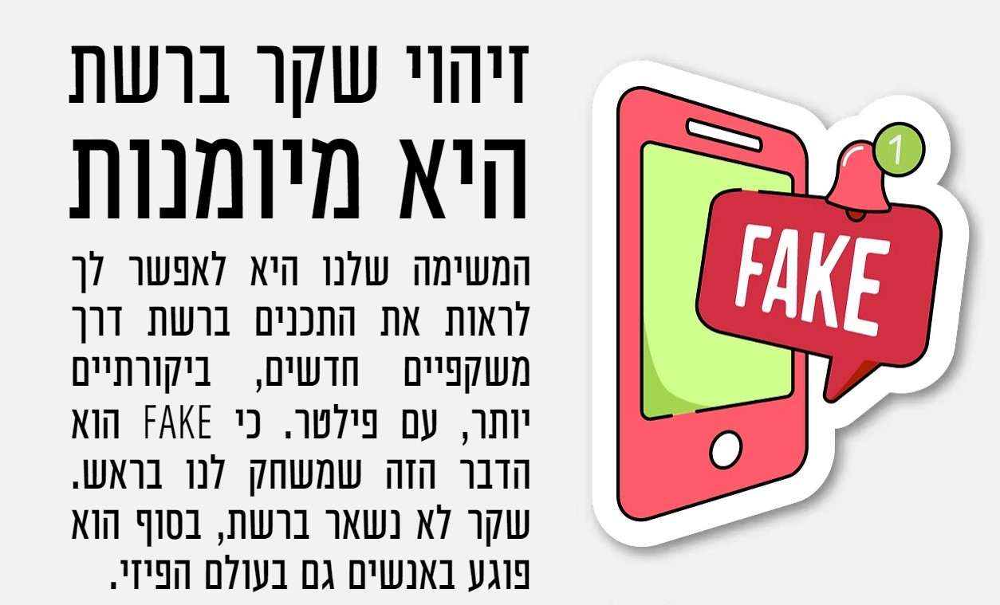 זיהוי שקר ברשת
היא מיומנות
המשימה שלנו היא לאפשר לך
לראות את התכנים ברשת דרך
משקפיים חדשים, ביקורתיים
יותר, עם פילטר. כי FAKE הוא
הדבר הזה שמשחק לנו בראש.
שקר לא נשאר ברשת, בסוף הוא
פוגע באנשים גם בעולם הפיזי.
1
FAKE